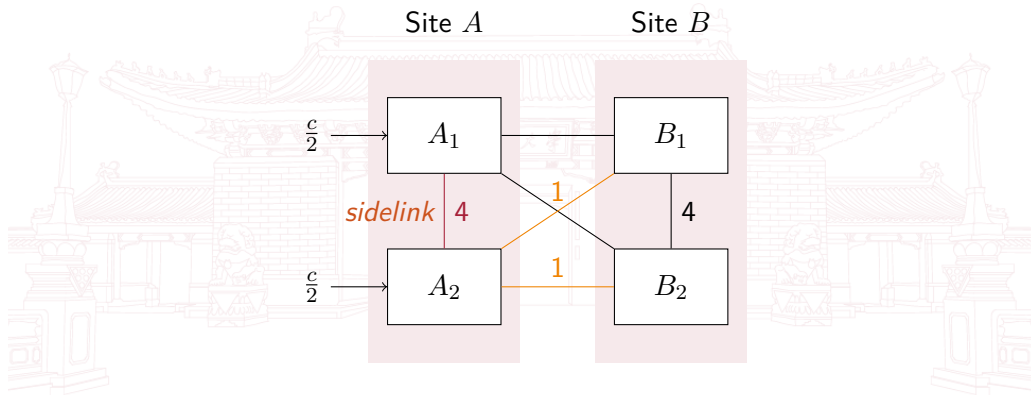 Site A Site B
c/2 A₁ B₁
1
sidelink 4 4
1
c/2 A₂ B₂